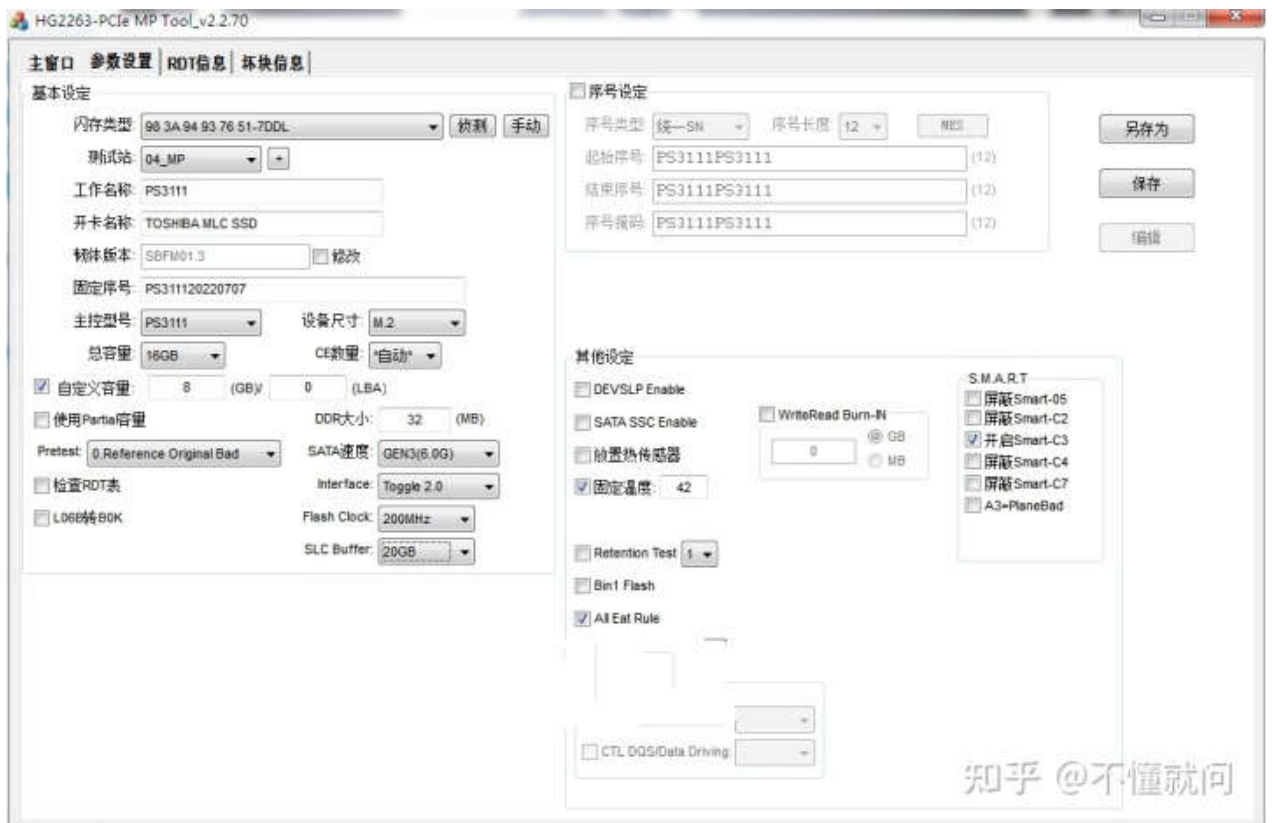 HG2263-PCIe MP Tool_v2.2.70
主窗口 参数设置 RDT信息 坏块信息
基本设定
闪存类型: 98 3A 94 93 76 51-7DDL 侦测 手动
测试站: 04_MP +
工作名称: PS3111
开卡名称: TOSHIBA MLC SSD
韧体版本: SBFM01.3 修改
固定序号: PS311120220707
主控型号: PS3111 设备尺寸: M.2
总容量: 16GB CE数量: *自动*
自定义容量: 8 (GB)/ 0 (LBA)
使用Partial容量 DDR大小: 32 (MB)
Pretest: 0.Reference Original Bad SATA速度: GEN3(6.0G)
检查RDT表 Interface: Toggle 2.0
L06B转B0K Flash Clock: 200MHz
SLC Buffer: 20GB
序号设定
序号类型: 统一SN 序号长度: 12 MES
起始序号: PS3111PS3111 (12)
结束序号: PS3111PS3111 (12)
序号掩码: PS3111PS3111 (12)
另存为
保存
编辑
其他设定
DEVSLP Enable
SATA SSC Enable
放置热传感器
固定温度: 42
WriteRead Burn-IN
0 GB
MB
Retention Test 1
Bin1 Flash
All Eat Rule
CTL DQS/Data Driving:
S.M.A.R.T
屏蔽Smart-05
屏蔽Smart-C2
开启Smart-C3
屏蔽Smart-C4
屏蔽Smart-C7
A3=PlaneBad
知乎 @不懂就问